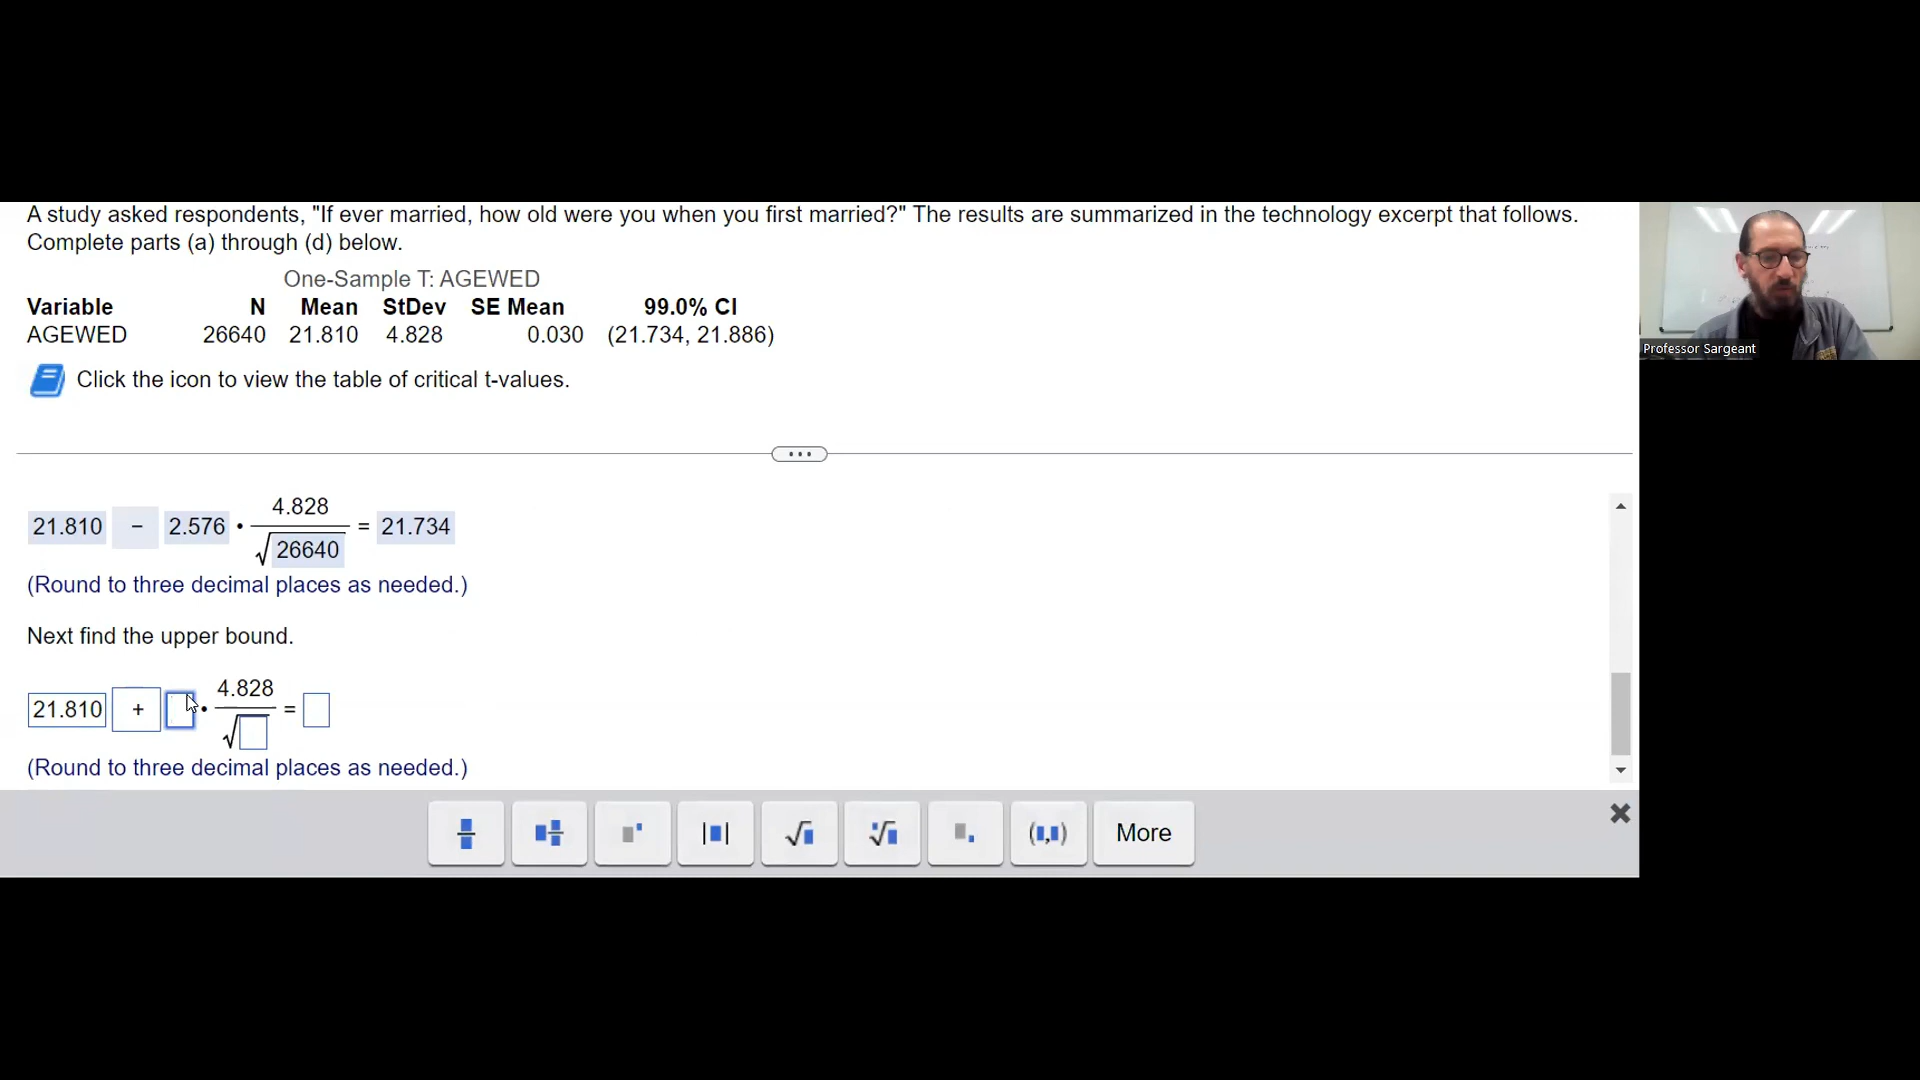 A study asked respondents, "If ever married, how old were you when you first married?" The results are summarized in the technology excerpt that follows.
Complete parts (a) through (d) below.
One-Sample T: AGEWED
Variable N Mean StDev SE Mean 99.0% CI
AGEWED 26640 21.810 4.828 0.030 (21.734, 21.886)
Click the icon to view the table of critical t-values.
Professor Sargeant
21.810 − 2.576 • 4.828 / √26640 = 21.734
(Round to three decimal places as needed.)
Next find the upper bound.
21.810 + • 4.828 / √ =
(Round to three decimal places as needed.)
More